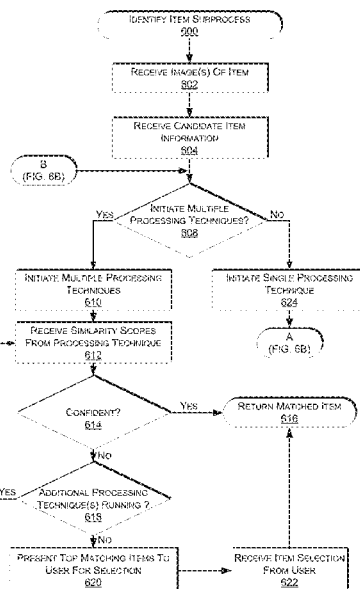 IDENTIFY ITEM SUBPROCESS
600
RECEIVE IMAGE(S) OF ITEM
602
RECEIVE CANDIDATE ITEM
INFORMATION
604
B
(FIG. 6B)
INITIATE MULTIPLE
PROCESSING TECHNIQUES?
608
YES
NO
INITIATE MULTIPLE PROCESSING
TECHNIQUES
610
INITIATE SINGLE PROCESSING
TECHNIQUE
624
RECEIVE SIMILARITY SCORES
FROM PROCESSING TECHNIQUE
612
A
(FIG. 6B)
CONFIDENT?
614
YES
RETURN MATCHED ITEM
616
NO
YES
ADDITIONAL PROCESSING
TECHNIQUE(S) RUNNING?
618
NO
PRESENT TOP MATCHING ITEMS TO
USER FOR SELECTION
620
RECEIVE ITEM SELECTION
FROM USER
622